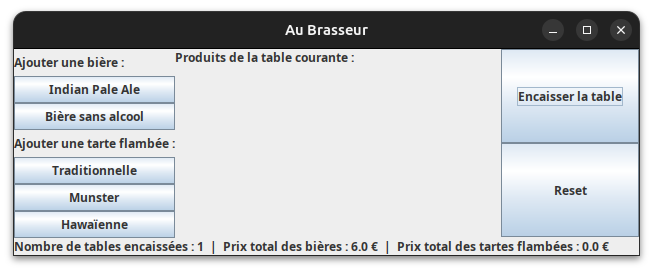 Au Brasseur
Ajouter une bière :
Indian Pale Ale
Bière sans alcool
Ajouter une tarte flambée :
Traditionnelle
Munster
Hawaïenne
Produits de la table courante :
Encaisser la table
Reset
Nombre de tables encaissées : 1 | Prix total des bières : 6.0 € | Prix total des tartes flambées : 0.0 €